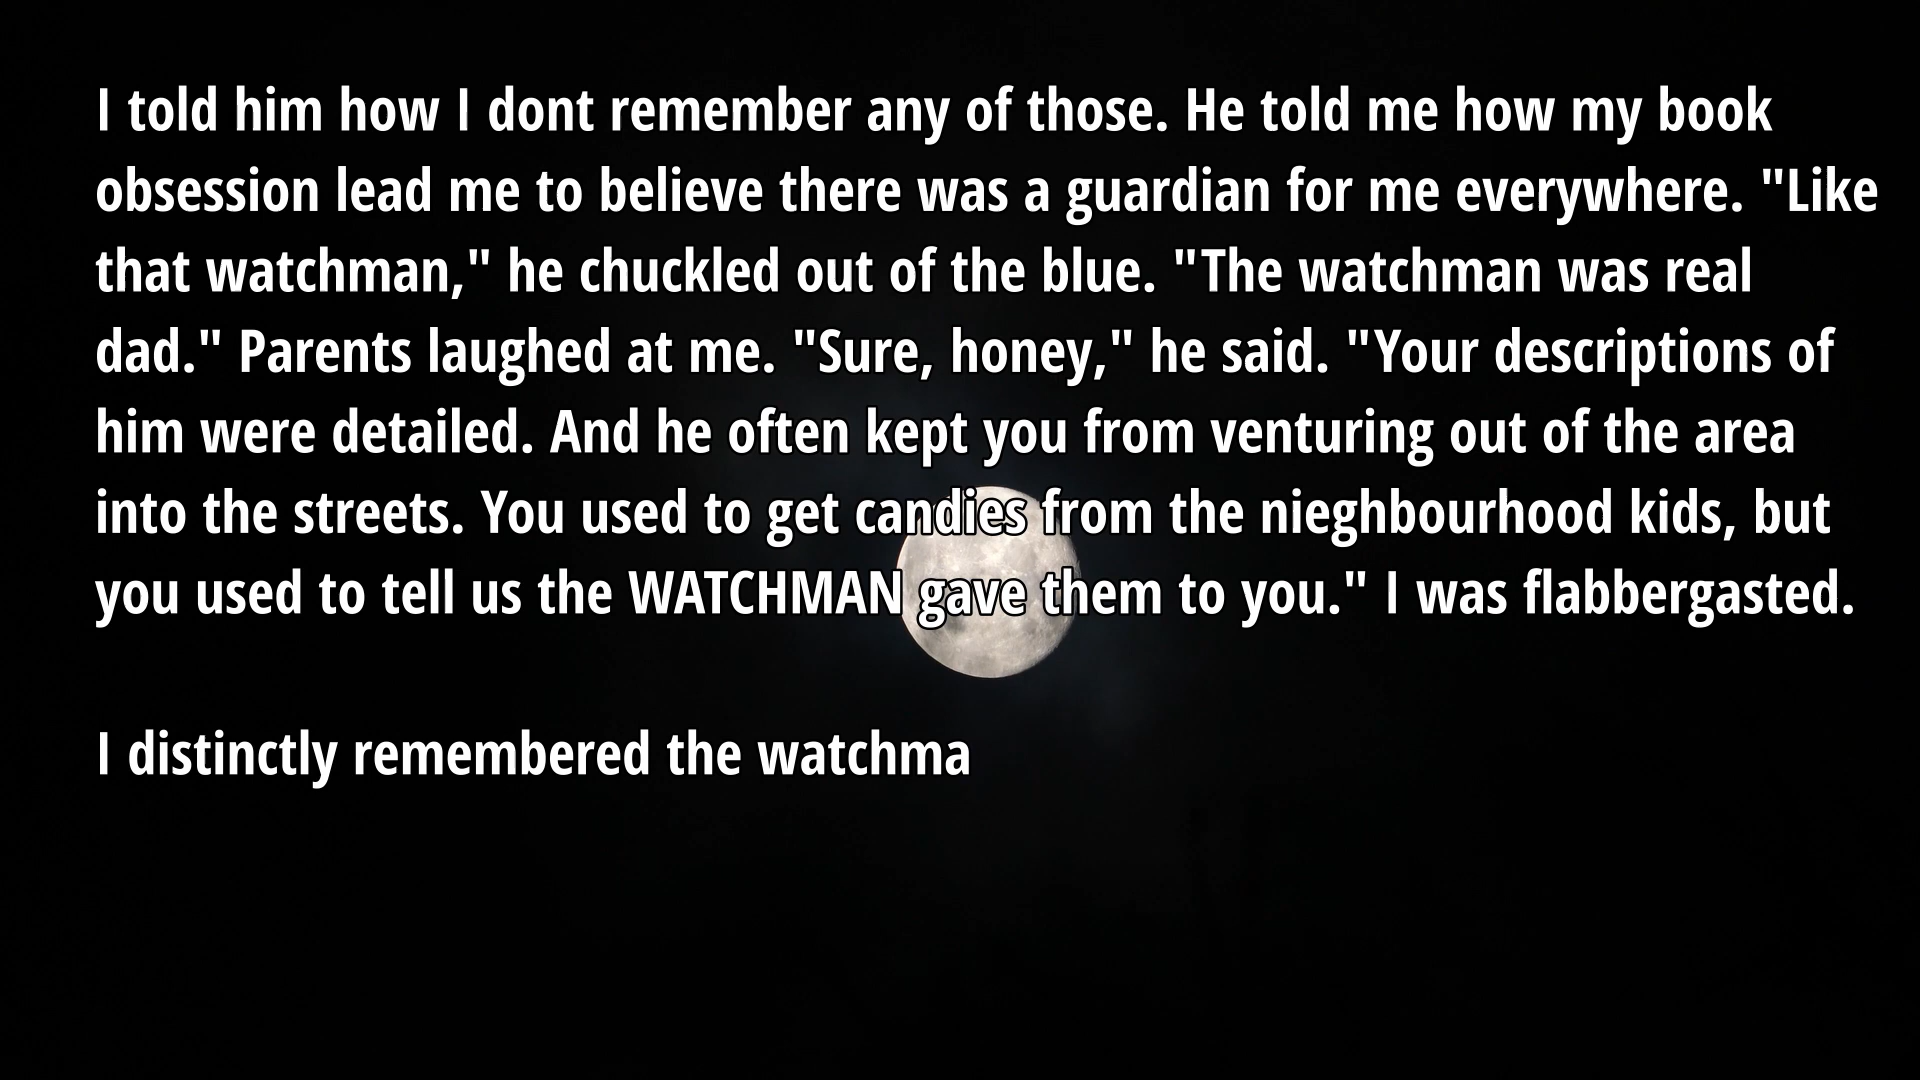 I told him how I dont remember any of those. He told me how my book
obsession lead me to believe there was a guardian for me everywhere. "Like
that watchman," he chuckled out of the blue. "The watchman was real
dad." Parents laughed at me. "Sure, honey," he said. "Your descriptions of
him were detailed. And he often kept you from venturing out of the area
into the streets. You used to get candies from the nieghbourhood kids, but
you used to tell us the WATCHMAN gave them to you." I was flabbergasted.
I distinctly remembered the watchma